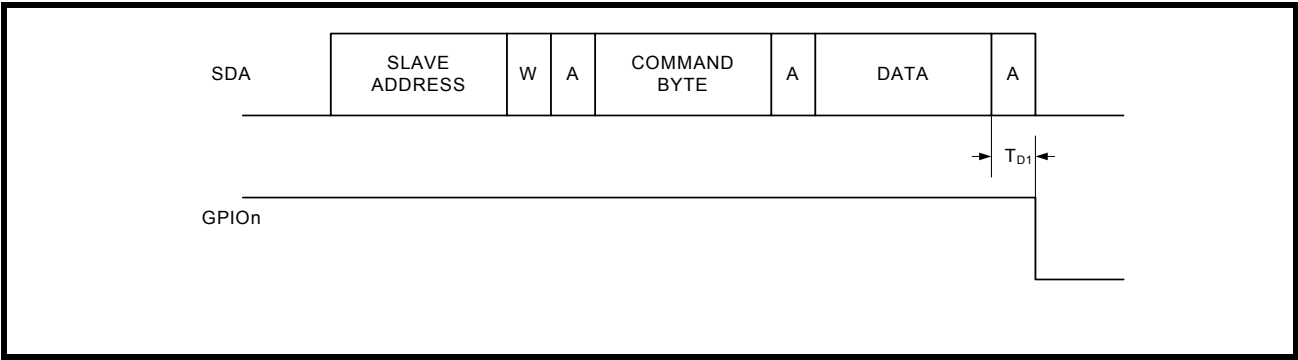 SDA
SLAVE
ADDRESS
W
A
COMMAND
BYTE
A
DATA
A
TD1
GPIOn